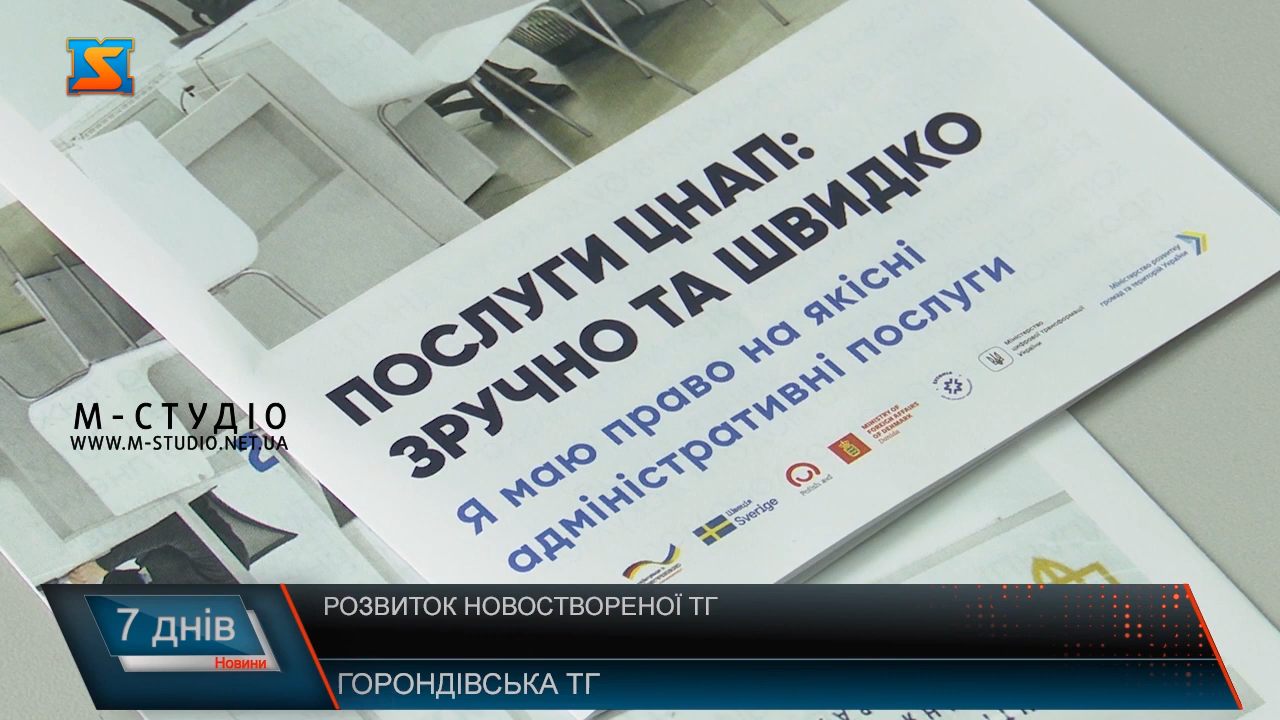 ПОСЛУГИ ЦНАП:
ЗРУЧНО ТА ШВИДКО
Я маю право на якісні
адміністративні послуги
Швеція
Sverige
Polish aid
MINISTRY OF
FOREIGN AFFAIRS
OF DENMARK
Danida
Міністерство
цифрової трансформації
України
Міністерство розвитку
громад та територій України
М-СТУДІО
WWW.M-STUDIO.NET.UA
7 днів
Новини
РОЗВИТОК НОВОСТВОРЕНОЇ ТГ
ГОРОНДІВСЬКА ТГ